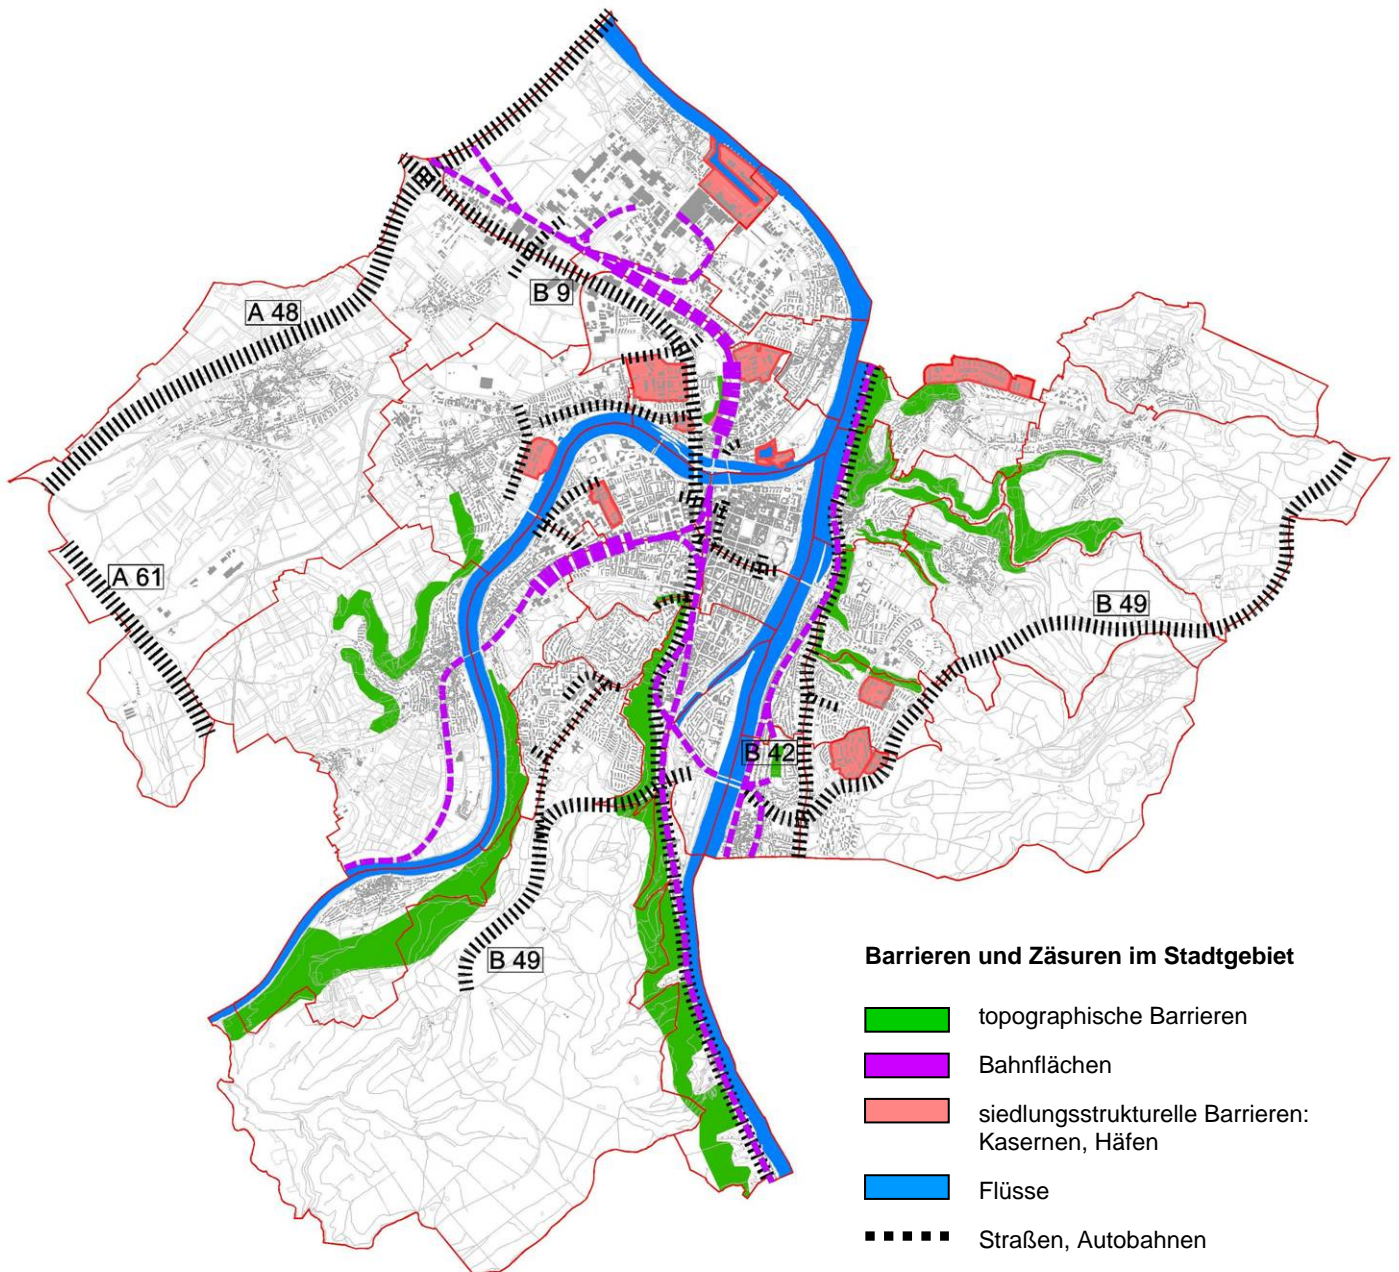 B 9
A 48
A 61
B 49
B 42
B 49
Barrieren und Zäsuren im Stadtgebiet
topographische Barrieren
Bahnflächen
siedlungsstrukturelle Barrieren:
Kasernen, Häfen
Flüsse
Straßen, Autobahnen